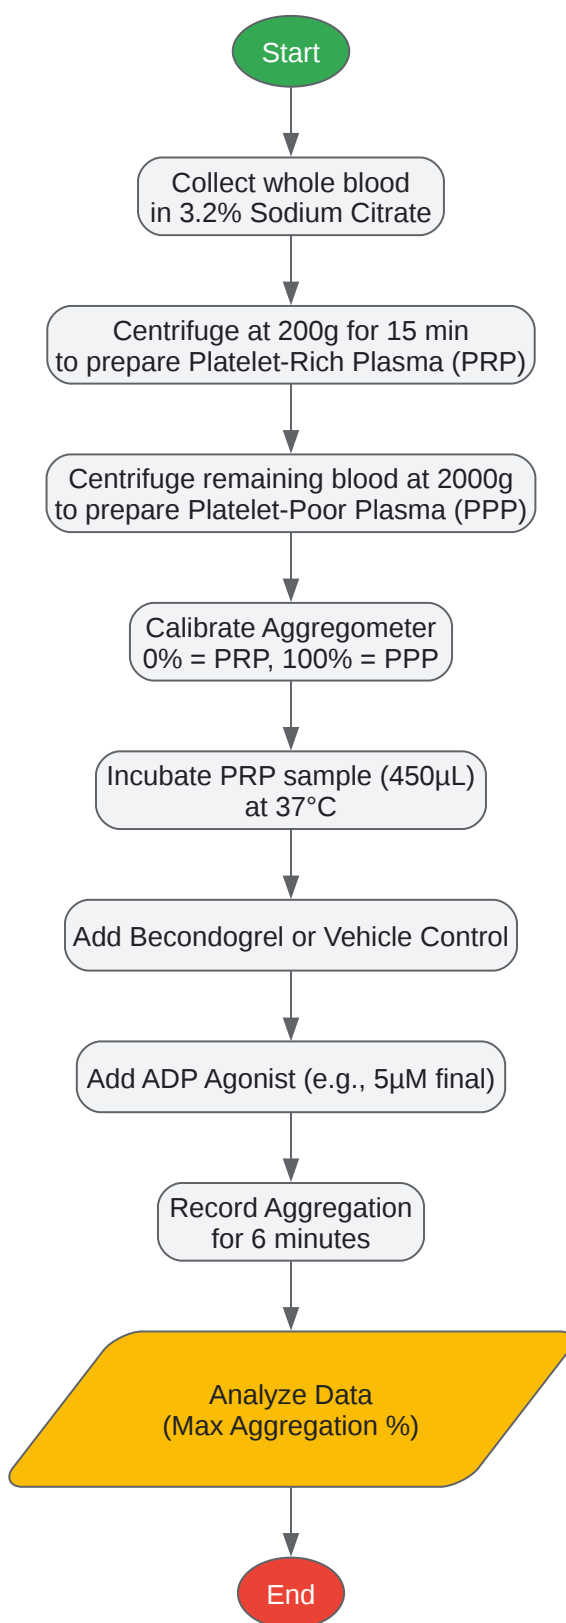 Start
Collect whole blood
in 3.2% Sodium Citrate
Centrifuge at 200g for 15 min
to prepare Platelet-Rich Plasma (PRP)
Centrifuge remaining blood at 2000g
to prepare Platelet-Poor Plasma (PPP)
Calibrate Aggregometer
0% = PRP, 100% = PPP
Incubate PRP sample (450µL)
at 37°C
Add Becondogrel or Vehicle Control
Add ADP Agonist (e.g., 5µM final)
Record Aggregation
for 6 minutes
Analyze Data
(Max Aggregation %)
End